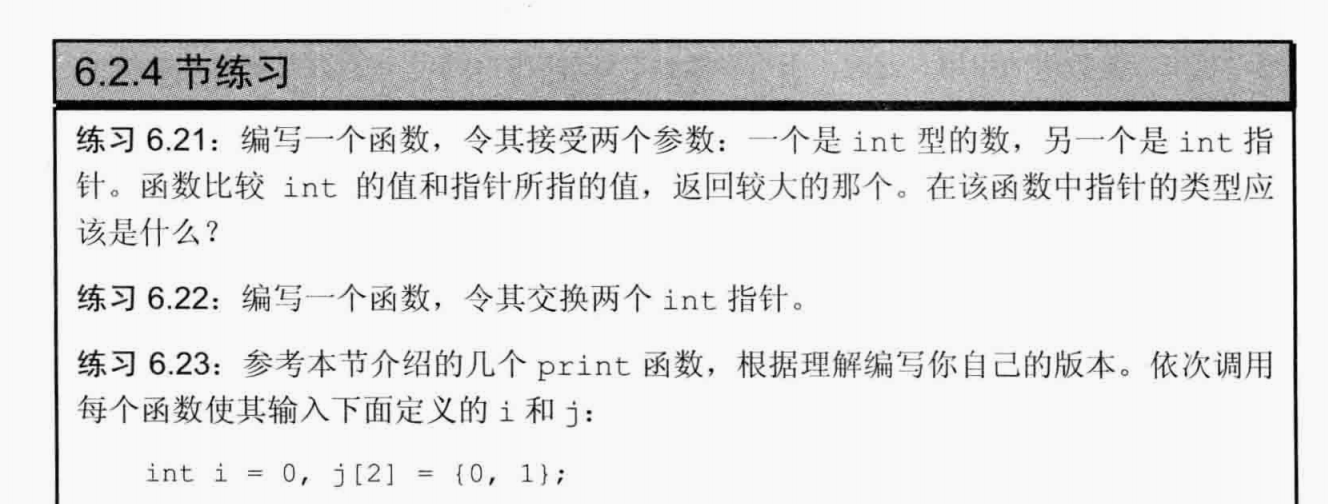 6.2.4 节练习
练习 6.21：编写一个函数，令其接受两个参数：一个是 int 型的数，另一个是 int 指
针。函数比较 int 的值和指针所指的值，返回较大的那个。在该函数中指针的类型应
该是什么？
练习 6.22：编写一个函数，令其交换两个 int 指针。
练习 6.23：参考本节介绍的几个 print 函数，根据理解编写你自己的版本。依次调用
每个函数使其输入下面定义的 i 和 j：
int i = 0, j[2] = {0, 1};